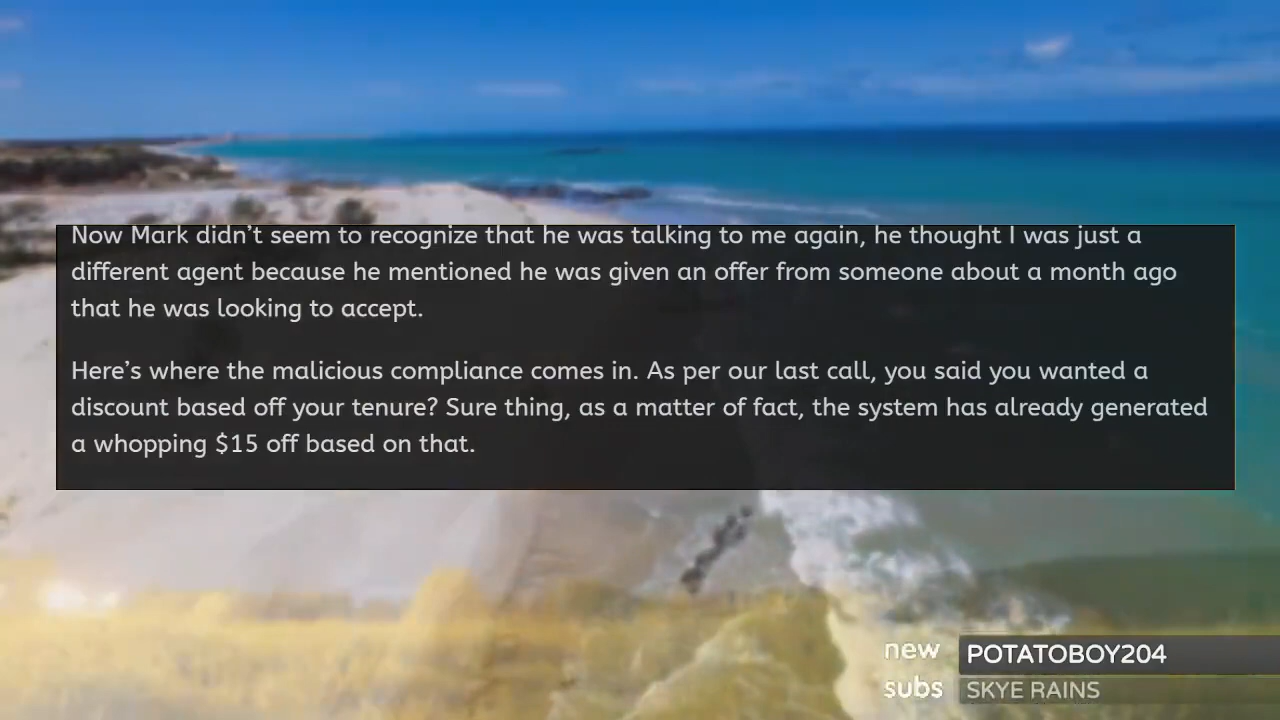 Now Mark didn't seem to recognize that he was talking to me again, he thought I was just a
different agent because he mentioned he was given an offer from someone about a month ago
that he was looking to accept.
Here's where the malicious compliance comes in. As per our last call, you said you wanted a
discount based off your tenure? Sure thing, as a matter of fact, the system has already generated
a whopping $15 off based on that.
new POTATOBOY204
subs SKYE RAINS